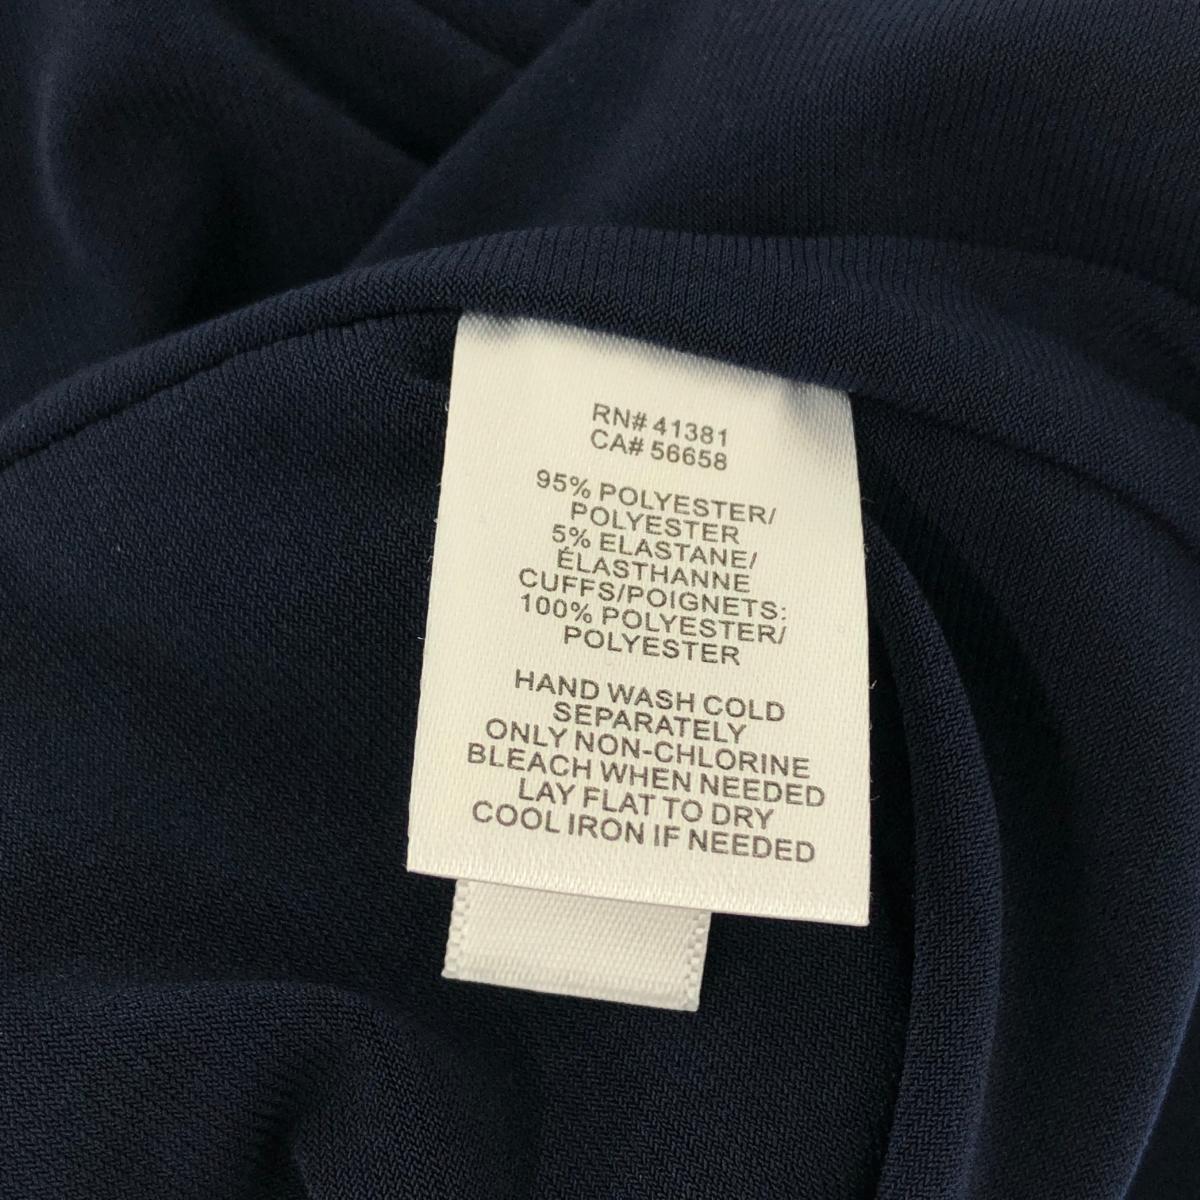 RN# 41381
CA# 56658
95% POLYESTER/
POLYESTER
5% ELASTANE/
ÉLASTHANNE
CUFFS/POIGNETS:
100% POLYESTER/
POLYESTER
HAND WASH COLD
SEPARATELY
ONLY NON-CHLORINE
BLEACH WHEN NEEDED
LAY FLAT TO DRY
COOL IRON IF NEEDED